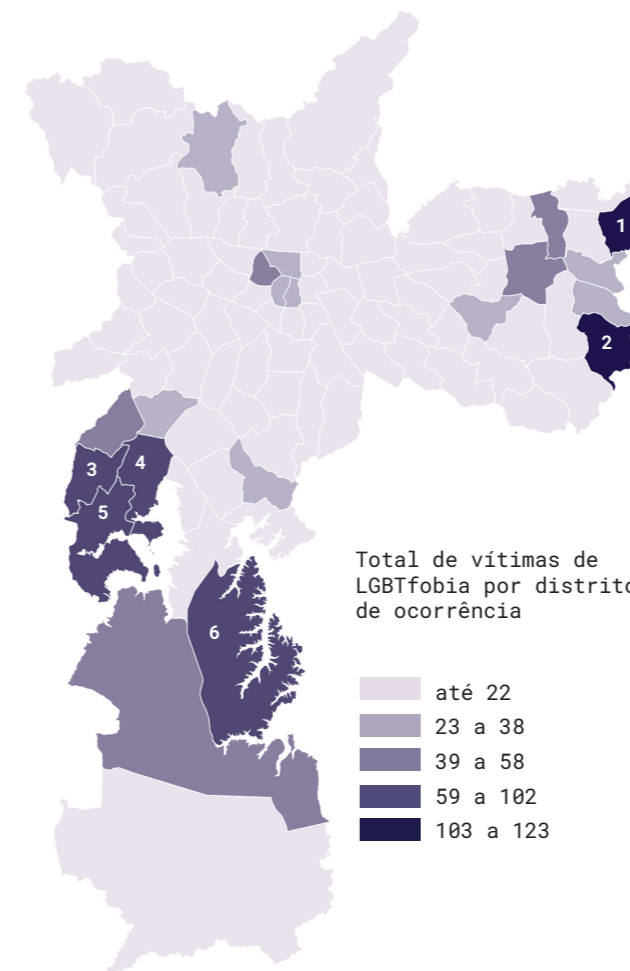 1
2
3
4
5
6
Total de vítimas de
LGBTfobia por distrito
de ocorrência
até 22
23 a 38
39 a 58
59 a 102
103 a 123